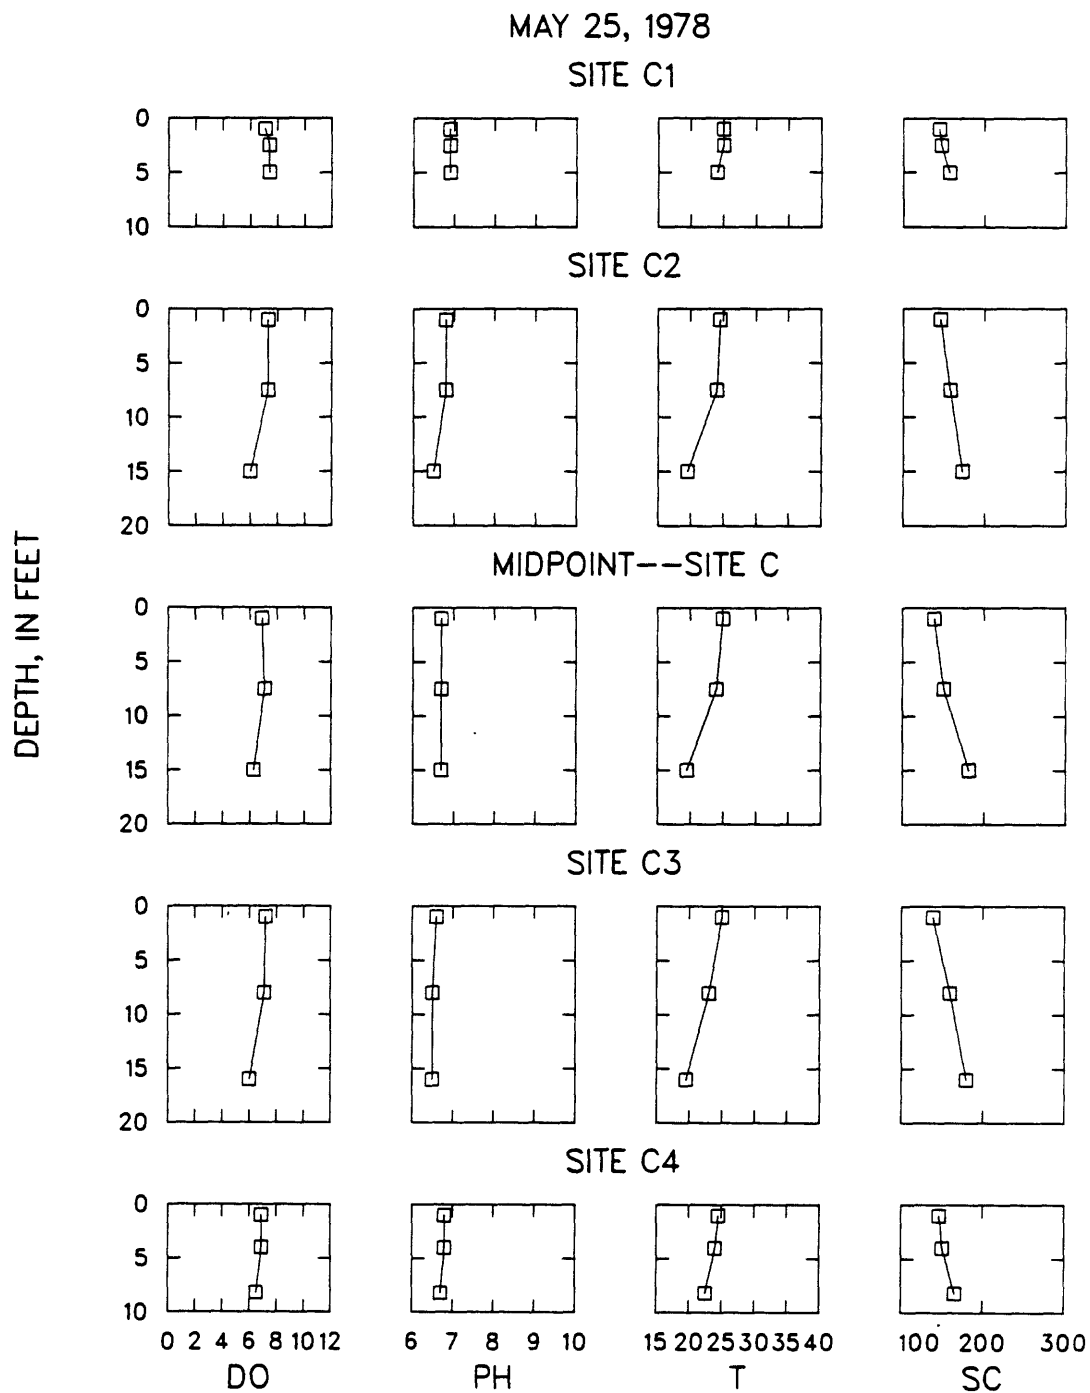 MAY 25, 1978
SITE C1
0
5
10
SITE C2
0
5
10
15
20
MIDPOINT---SITE C
0
5
10
15
20
DEPTH, IN FEET
SITE C3
0
5
10
15
20
SITE C4
0
5
10
0 2 4 6 8 10 12 6 7 8 9 10 15 20 25 30 35 40 100 200 300
DO PH T SC